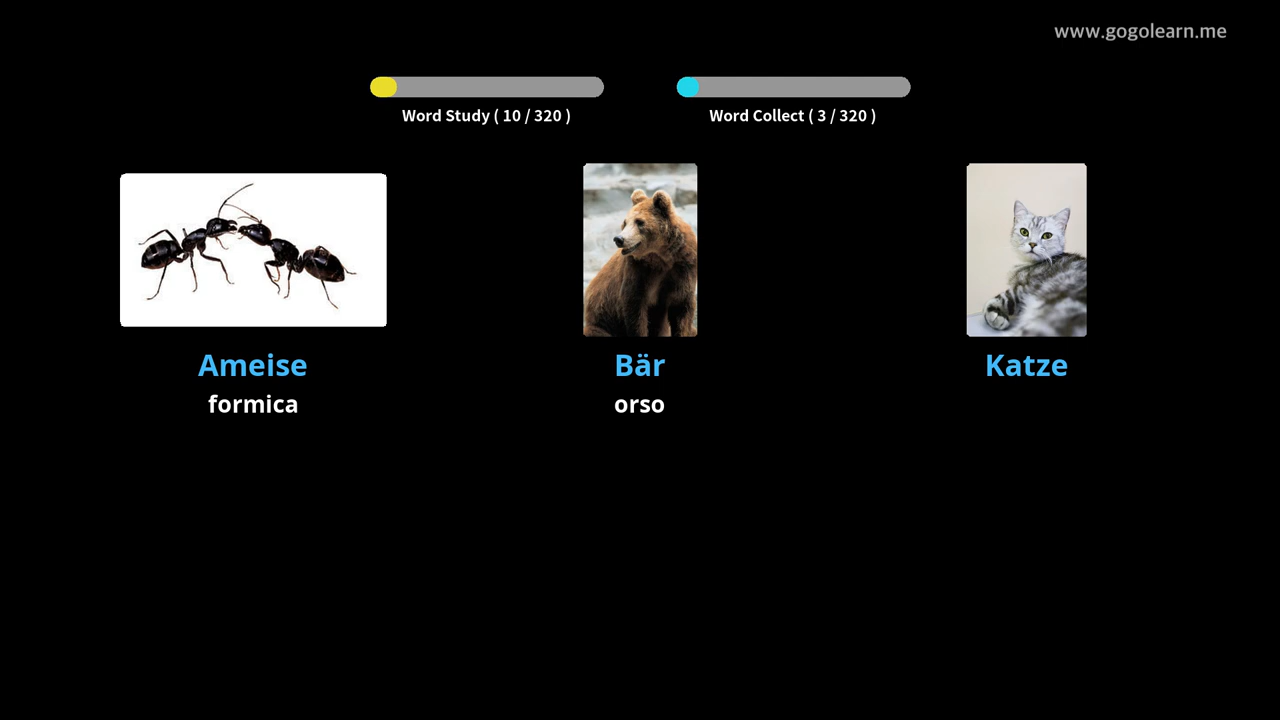 www.gogolearn.me
Word Study ( 10 / 320 )
Word Collect ( 3 / 320 )
Ameise
Bär
Katze
formica
orso